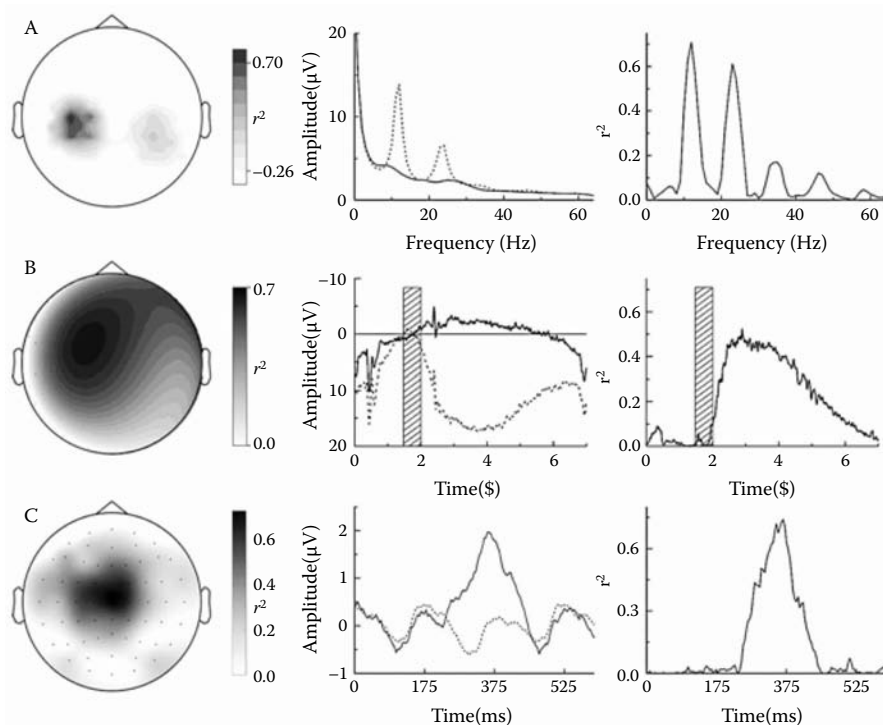 A
0.70
r²
−0.26
Amplitude(µV)
20
10
0
0 20 40 60
Frequency (Hz)
r²
0.6
0.4
0.2
0.0
0 20 40 60
Frequency (Hz)
B
0.7
r²
0.0
Amplitude(µV)
−10
0
10
20
0 2 4 6
Time($)
r²
0.6
0.4
0.2
0.0
0 2 4 6
Time($)
C
0.6
0.4
r²
0.2
0.0
Amplitude(µV)
2
1
0
−1
175 375 525
Time(ms)
r²
0.6
0.3
0.0
0 175 375 525
Time(ms)